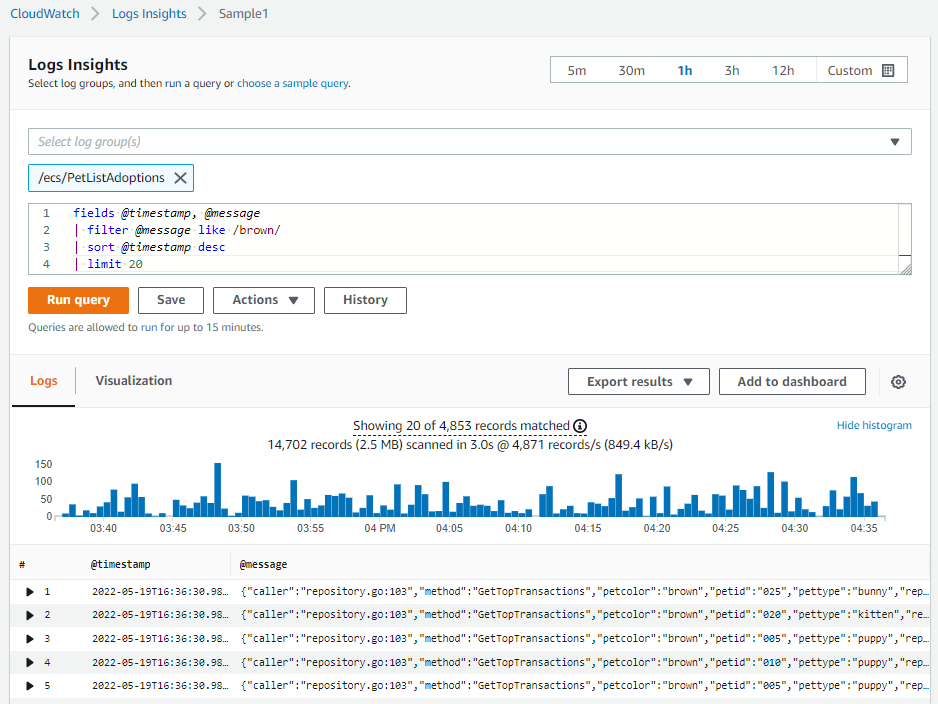 CloudWatch > Logs Insights > Sample1
Logs Insights
Select log groups, and then run a query or choose a sample query.
5m 30m 1h 3h 12h Custom
Select log group(s)
/ecs/PetListAdoptions
1 fields @timestamp, @message
2 | filter @message like /brown/
3 | sort @timestamp desc
4 | limit 20
Run query Save Actions History
Queries are allowed to run for up to 15 minutes.
Logs Visualization Export results Add to dashboard
Showing 20 of 4,853 records matched
Hide histogram
14,702 records (2.5 MB) scanned in 3.0s @ 4,871 records/s (849.4 kB/s)
150
100
50
0
03:40 03:45 03:50 03:55 04 PM 04:05 04:10 04:15 04:20 04:25 04:30 04:35
# @timestamp @message
1 2022-05-19T16:36:30.98… {"caller":"repository.go:103","method":"GetTopTransactions","petcolor":"brown","petid":"025","pettype":"bunny","rep…
2 2022-05-19T16:36:30.98… {"caller":"repository.go:103","method":"GetTopTransactions","petcolor":"brown","petid":"020","pettype":"kitten","re…
3 2022-05-19T16:36:30.98… {"caller":"repository.go:103","method":"GetTopTransactions","petcolor":"brown","petid":"005","pettype":"puppy","rep…
4 2022-05-19T16:36:30.98… {"caller":"repository.go:103","method":"GetTopTransactions","petcolor":"brown","petid":"010","pettype":"puppy","rep…
5 2022-05-19T16:36:30.98… {"caller":"repository.go:103","method":"GetTopTransactions","petcolor":"brown","petid":"005","pettype":"puppy","rep…